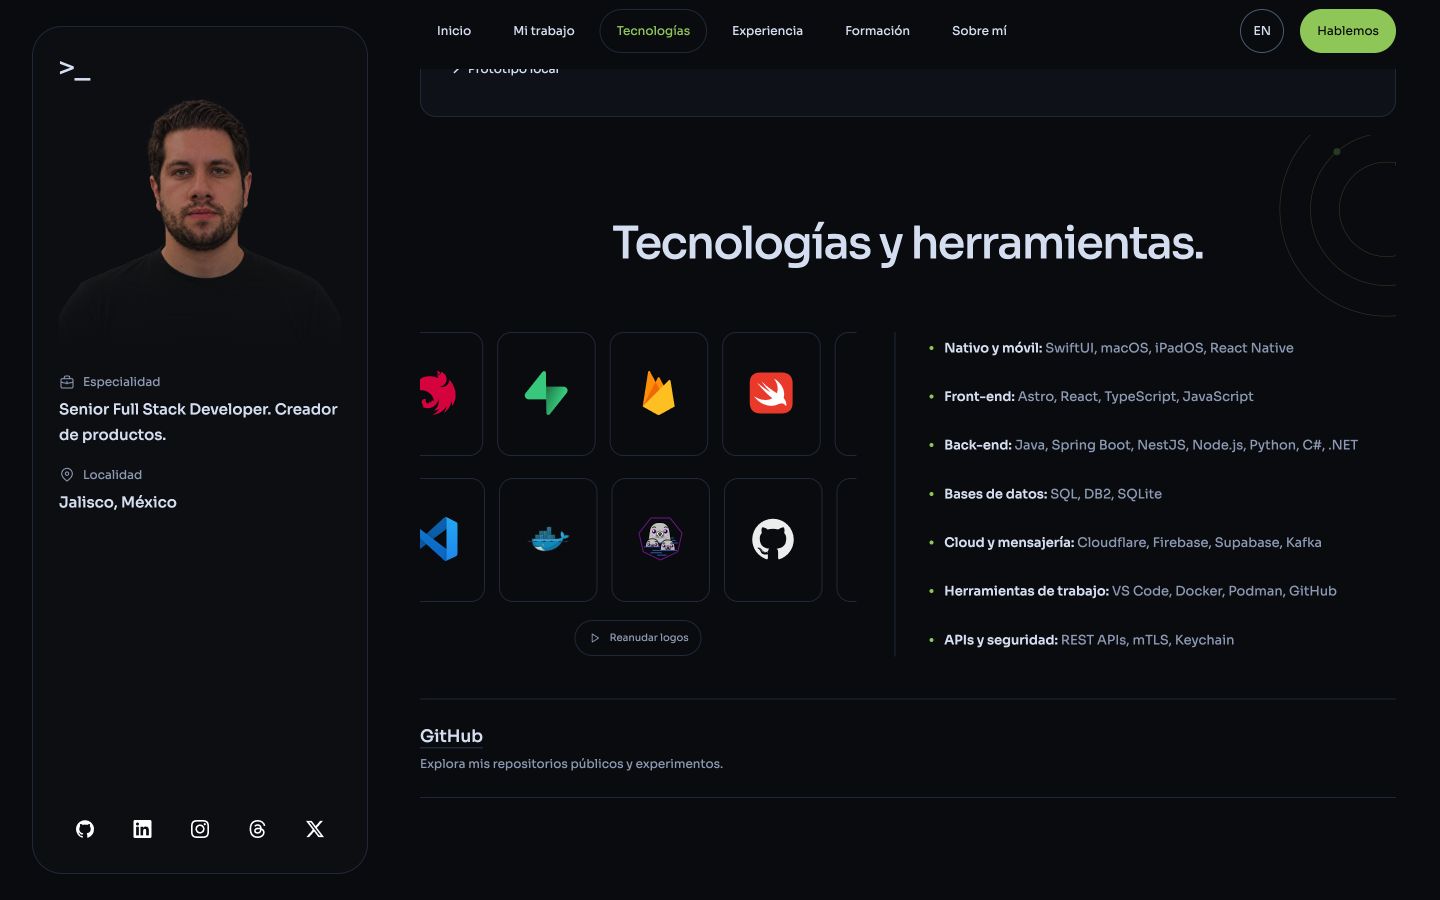 Inicio
Mi trabajo
Tecnologías
Experiencia
Formación
Sobre mí
EN
Hablemos
>_
Prototipo local
Especialidad
Senior Full Stack Developer. Creador
de productos.
Localidad
Jalisco, México
Tecnologías y herramientas.
Nativo y móvil: SwiftUI, macOS, iPadOS, React Native
Front-end: Astro, React, TypeScript, JavaScript
Back-end: Java, Spring Boot, NestJS, Node.js, Python, C#, .NET
Bases de datos: SQL, DB2, SQLite
Cloud y mensajería: Cloudflare, Firebase, Supabase, Kafka
Herramientas de trabajo: VS Code, Docker, Podman, GitHub
APIs y seguridad: REST APIs, mTLS, Keychain
Reanudar logos
GitHub
Explora mis repositorios públicos y experimentos.